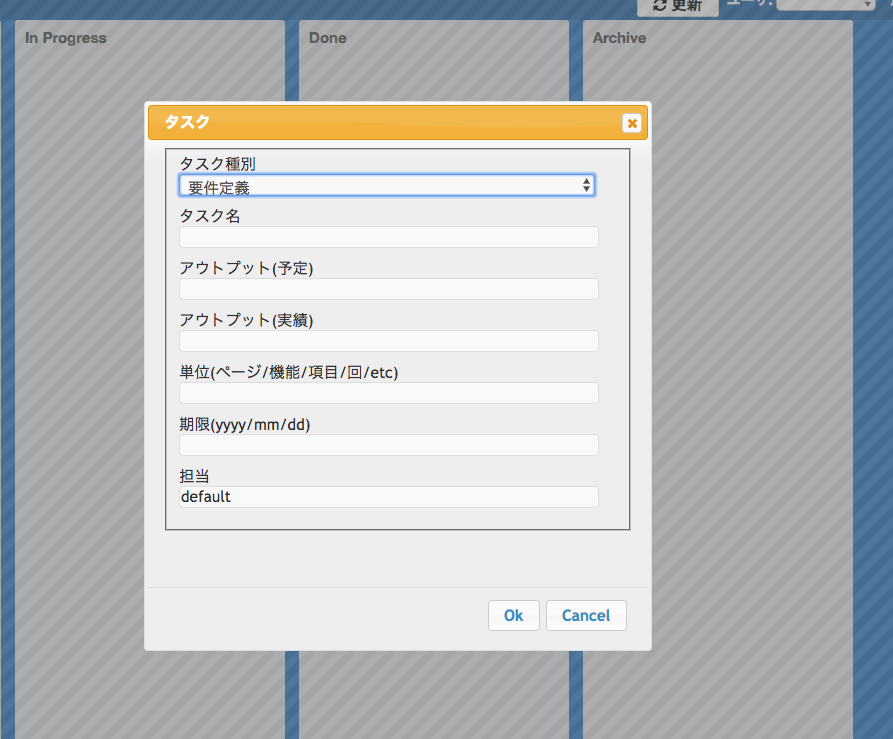 更新 ユーザ:
In Progress Done Archive
タスク
タスク種別
要件定義
タスク名
アウトプット(予定)
アウトプット(実績)
単位(ページ/機能/項目/回/etc)
期限(yyyy/mm/dd)
担当
default
Ok Cancel